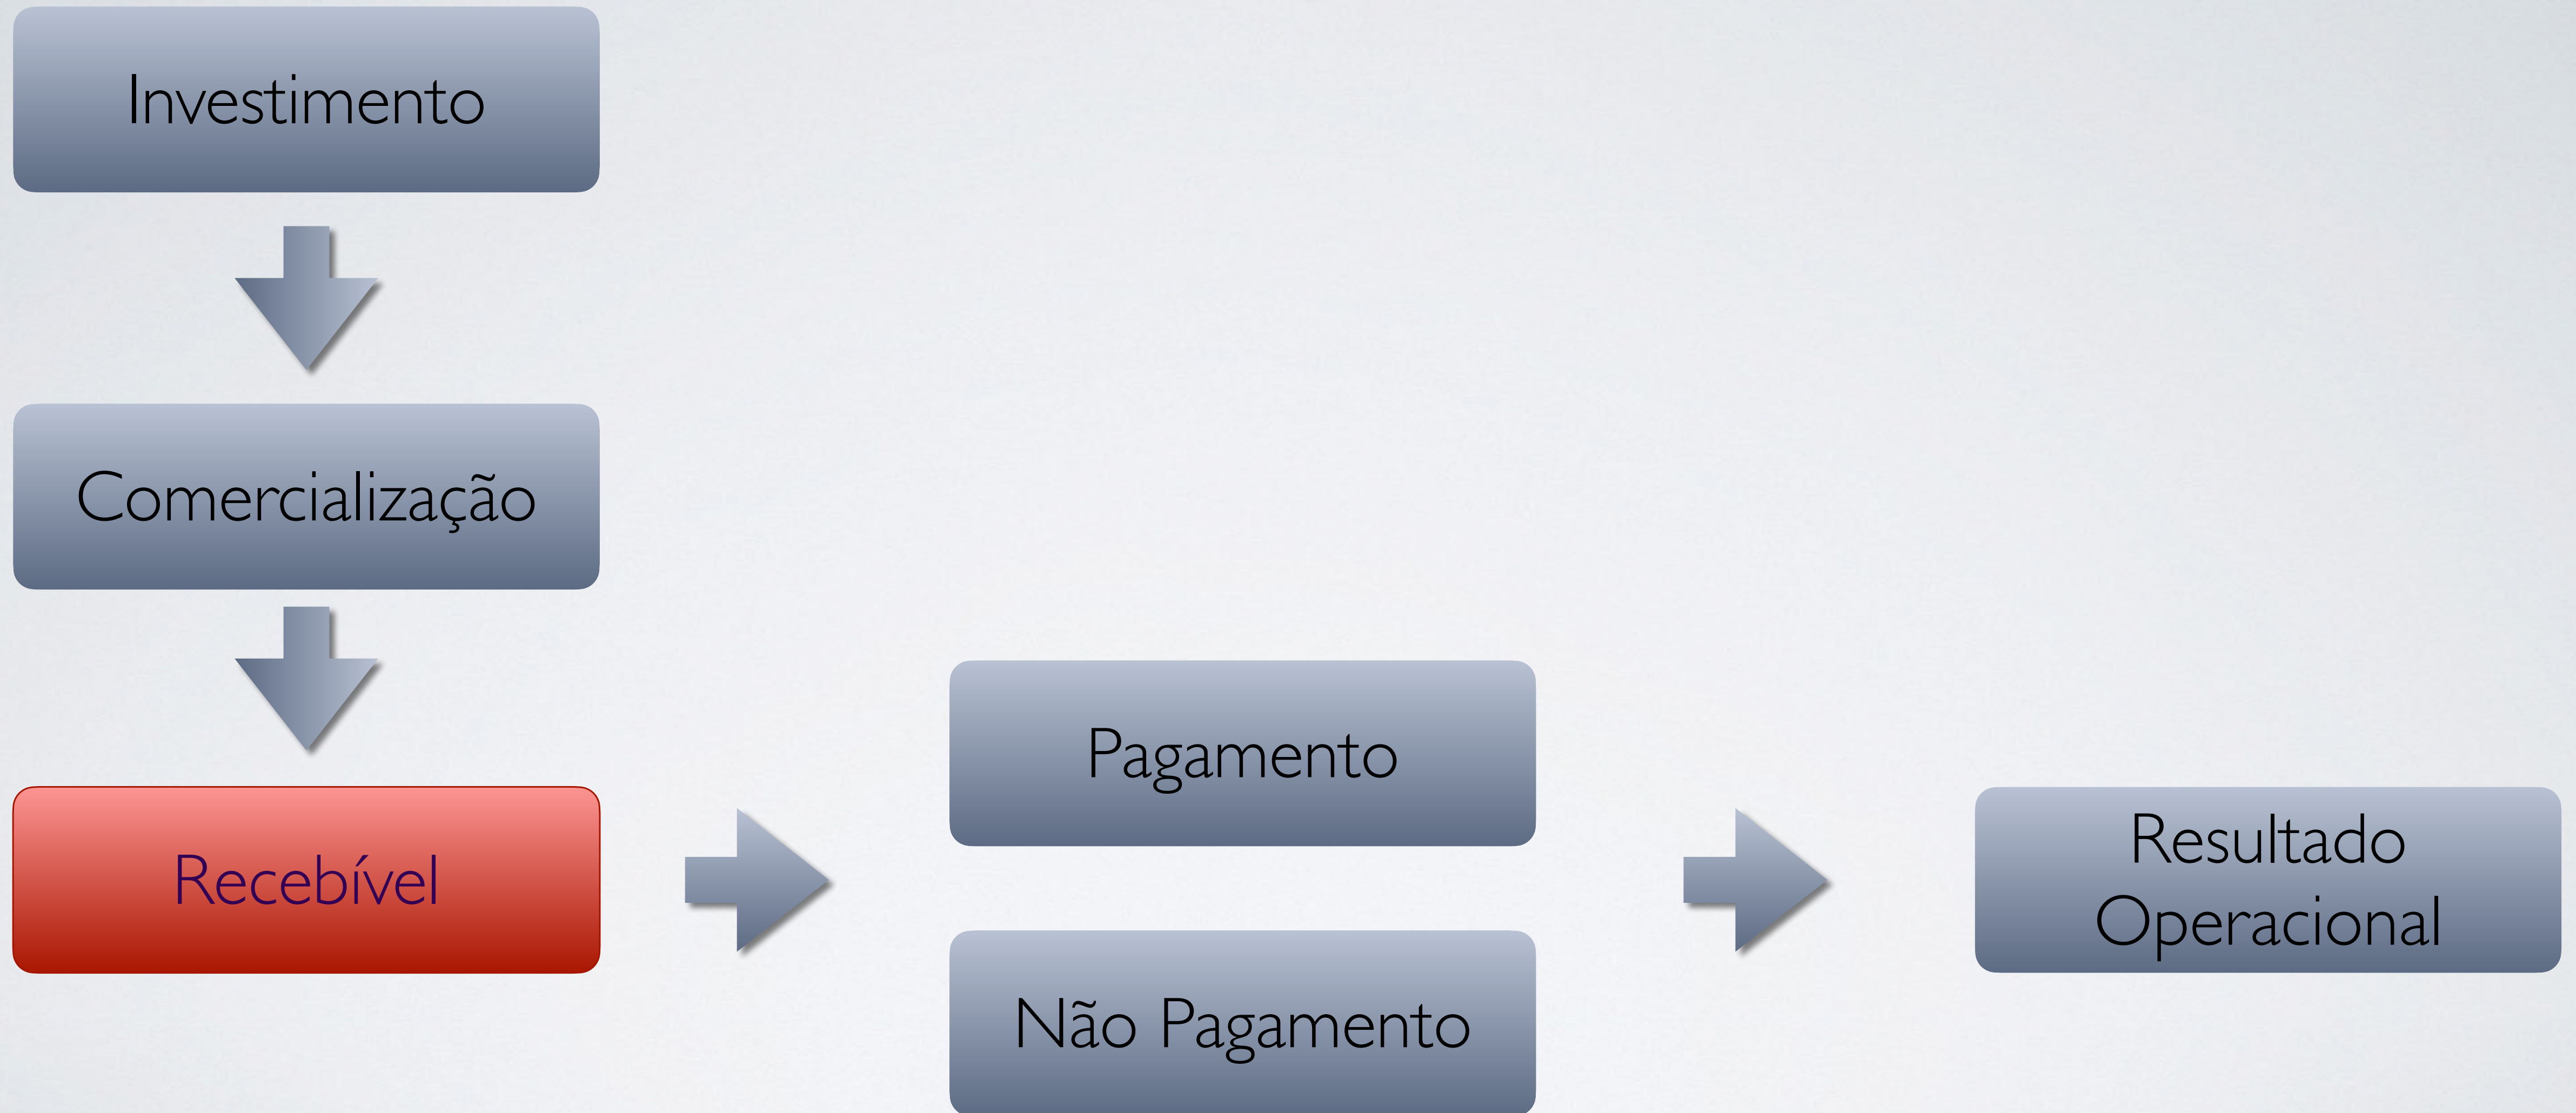 Investimento
Comercialização
Recebível
Pagamento
Não Pagamento
Resultado
Operacional